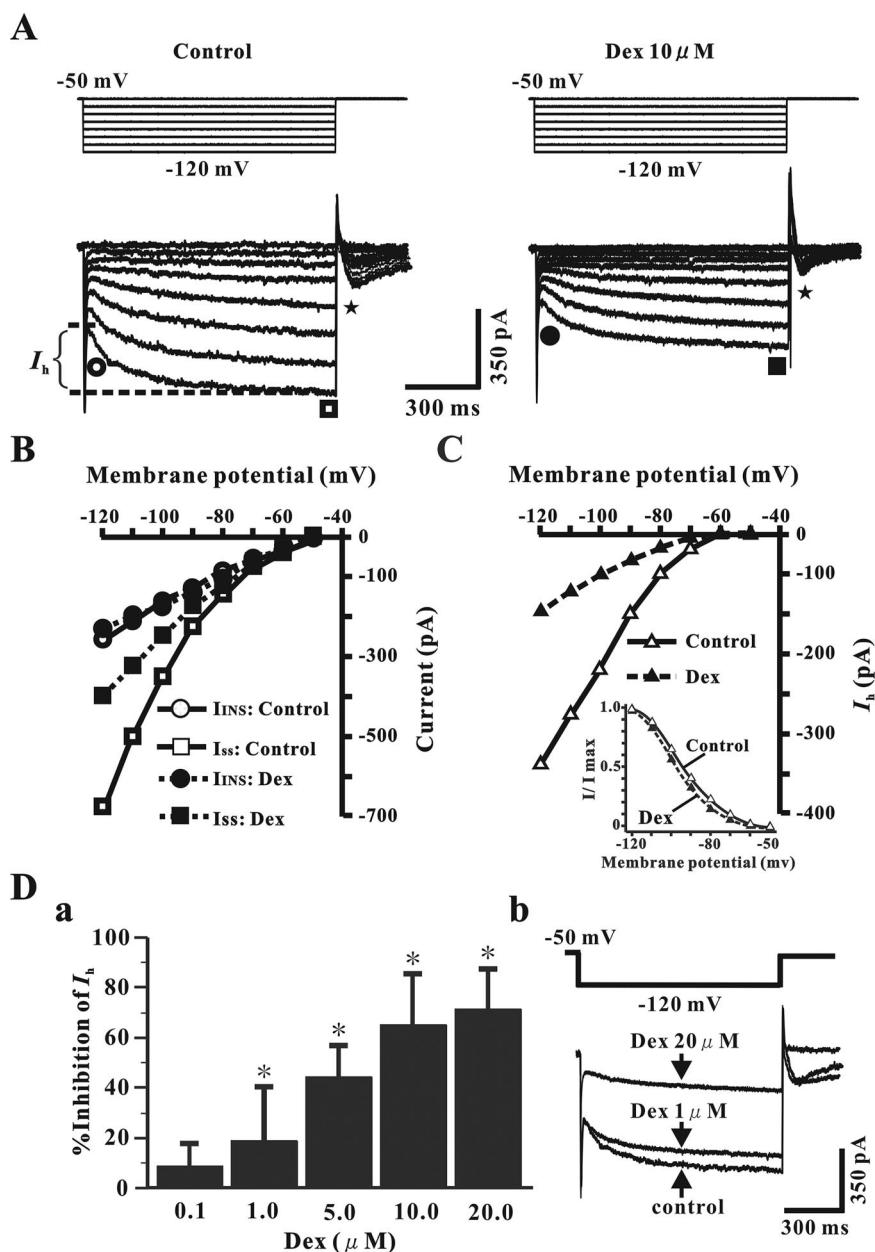 A
Control
Dex 10 μM
-50 mV
-50 mV
-120 mV
-120 mV
★
★
Ih
350 pA
300 ms
B
Membrane potential (mV)
-120 -100 -80 -60 -40
0
-100
-300
-500
-700
Current (pA)
IINS: Control
ISS: Control
IINS: Dex
ISS: Dex
C
Membrane potential (mV)
-120 -100 -80 -60 -40
0
-100
-200
-300
-400
Ih (pA)
Control
Dex
1.0
0.5
0
I/ I max
Control
Dex
-120 -80 -50
Membrane potential (mv)
D
a
100
80
60
40
20
0
%Inhibition of Ih
* * * *
0.1 1.0 5.0 10.0 20.0
Dex (μM)
b
-50 mV
-120 mV
Dex 20 μM
Dex 1 μM
control
350 pA
300 ms